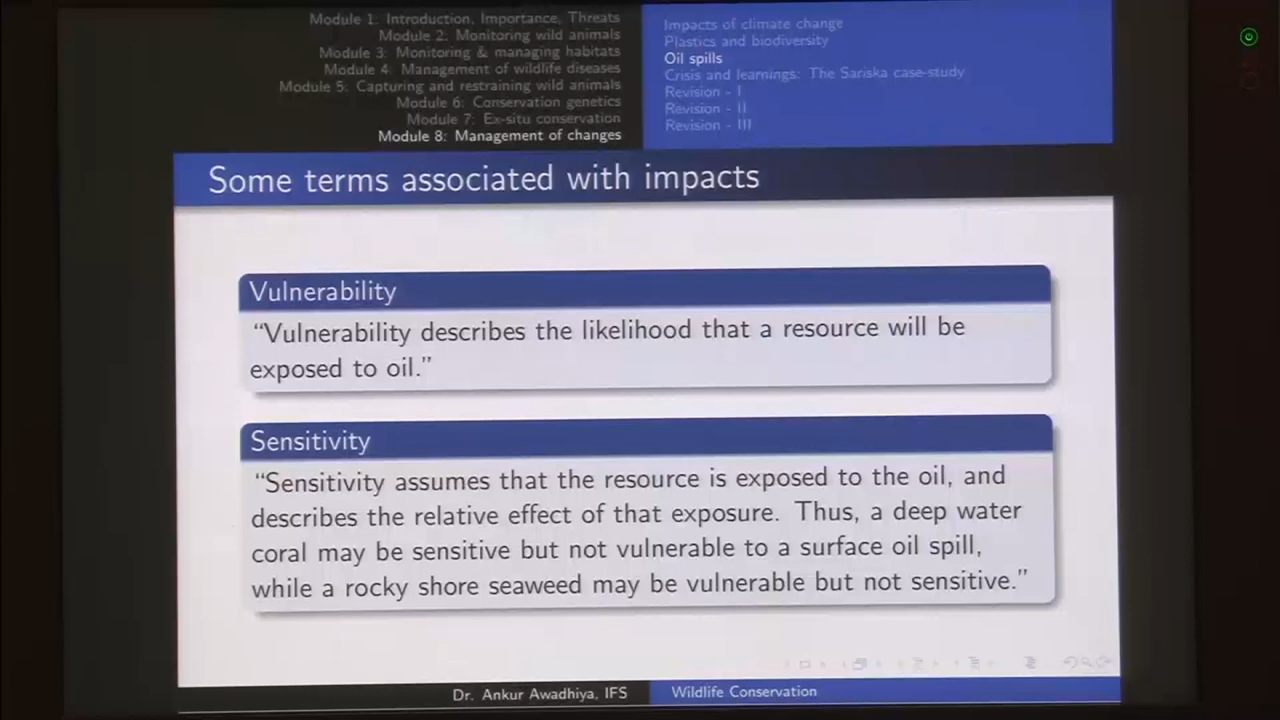 Module 1: Introduction, Importance, Threats
Module 2: Monitoring wild animals
Module 3: Monitoring & managing habitats
Module 4: Management of wildlife diseases
Module 5: Capturing and restraining wild animals
Module 6: Conservation genetics
Module 7: Ex-situ conservation
Module 8: Management of changes
Impacts of climate change
Plastics and biodiversity
Oil spills
Crisis and learnings: The Sariska case-study
Revision - I
Revision - II
Revision - III
Some terms associated with impacts
Vulnerability
“Vulnerability describes the likelihood that a resource will be
exposed to oil.”
Sensitivity
“Sensitivity assumes that the resource is exposed to the oil, and
describes the relative effect of that exposure. Thus, a deep water
coral may be sensitive but not vulnerable to a surface oil spill,
while a rocky shore seaweed may be vulnerable but not sensitive.”
Dr. Ankur Awadhiya, IFS
Wildlife Conservation